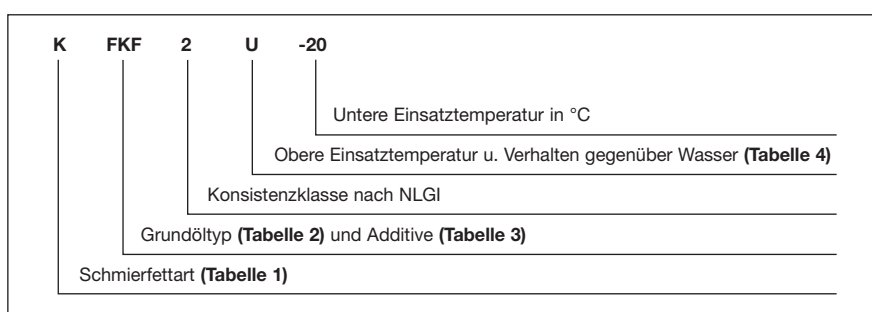 K FKF 2 U -20
Untere Einsatztemperatur in °C
Obere Einsatztemperatur u. Verhalten gegenüber Wasser (Tabelle 4)
Konsistenzklasse nach NLGI
Grundöltyp (Tabelle 2) und Additive (Tabelle 3)
Schmierfettart (Tabelle 1)